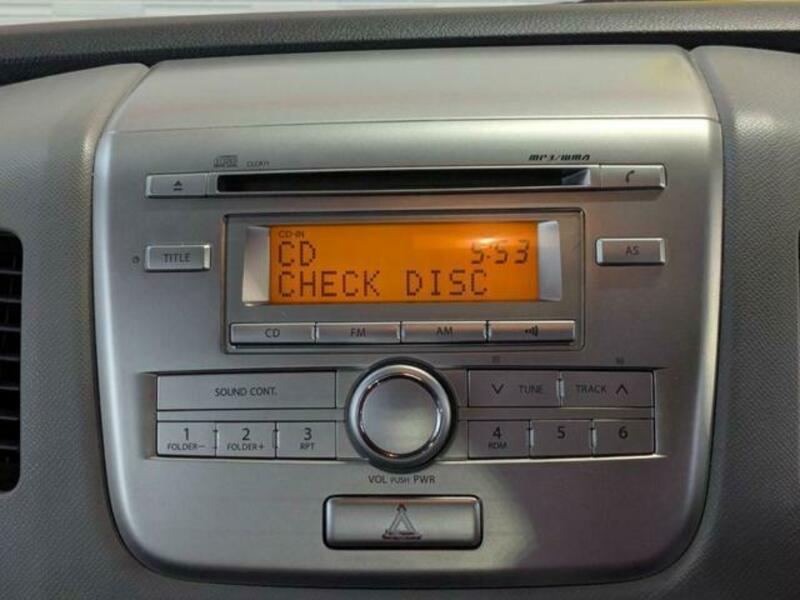 MP3/WMA
TITLE
AS
CD-IN
CD 5:53
CHECK DISC
CD FM AM
SOUND CONT.
TUNE TRACK
1 2 3 4 5 6
FOLDER− FOLDER+ RPT RDM
VOL PUSH PWR